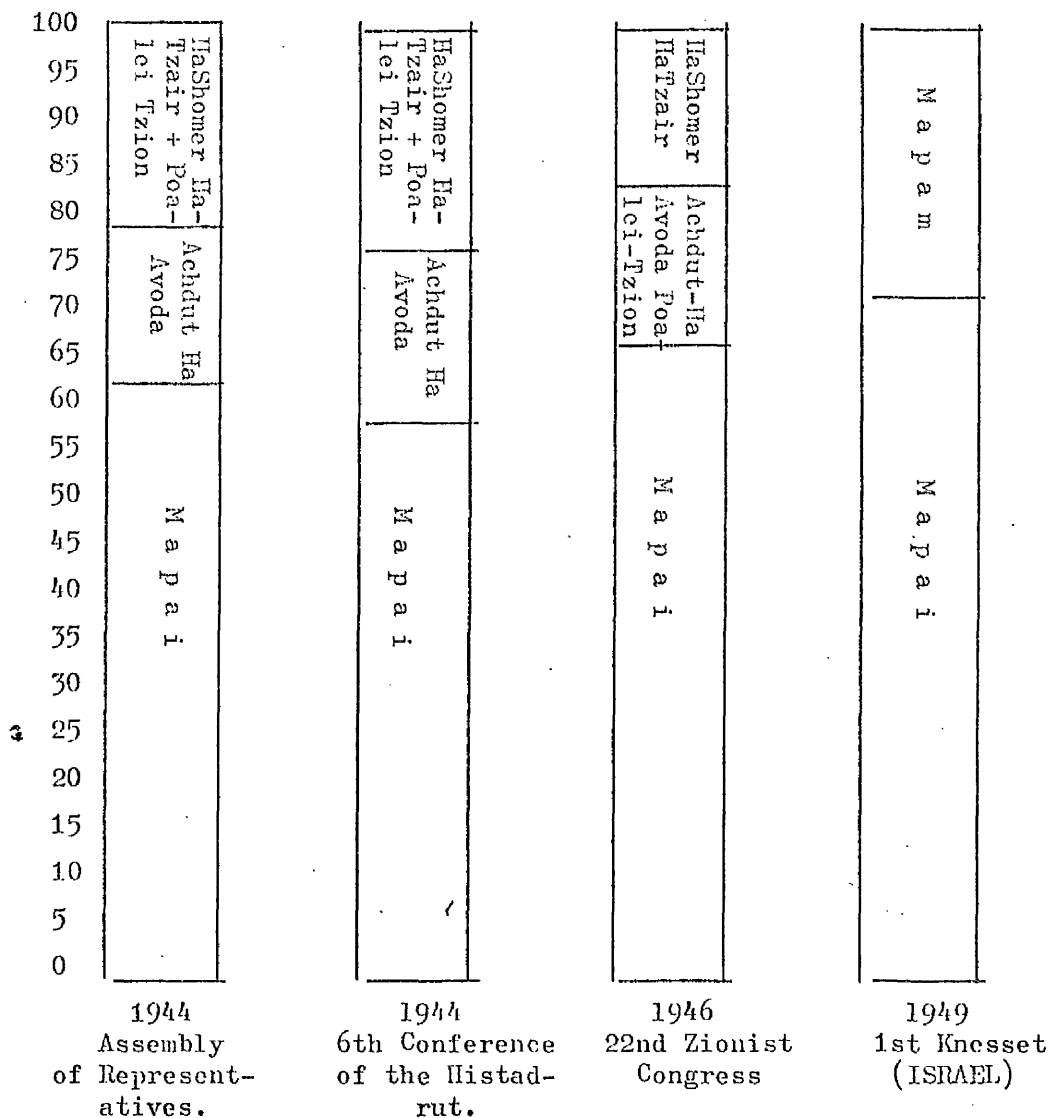 100
95
90
85
80
75
70
65
60
55
50
45
40
35
30
25
20
15
10
5
0
HaShomer Ha-
Tzair + Poa-
lei Tzion
Achdut Ha
Avoda
Mapai
1944
Assembly
of Represent-
atives.
HaShomer Ha-
Tzair + Poa-
lei Tzion
Achdut Ha
Avoda
Mapai
1944
6th Conference
of the Histad-
rut.
HaShomer
HaTzair
Achdut-Ha
Avoda Poa-
lei-Tzion
Mapai
1946
22nd Zionist
Congress
Mapam
Mapai
1949
1st Knesset
(ISRAEL)